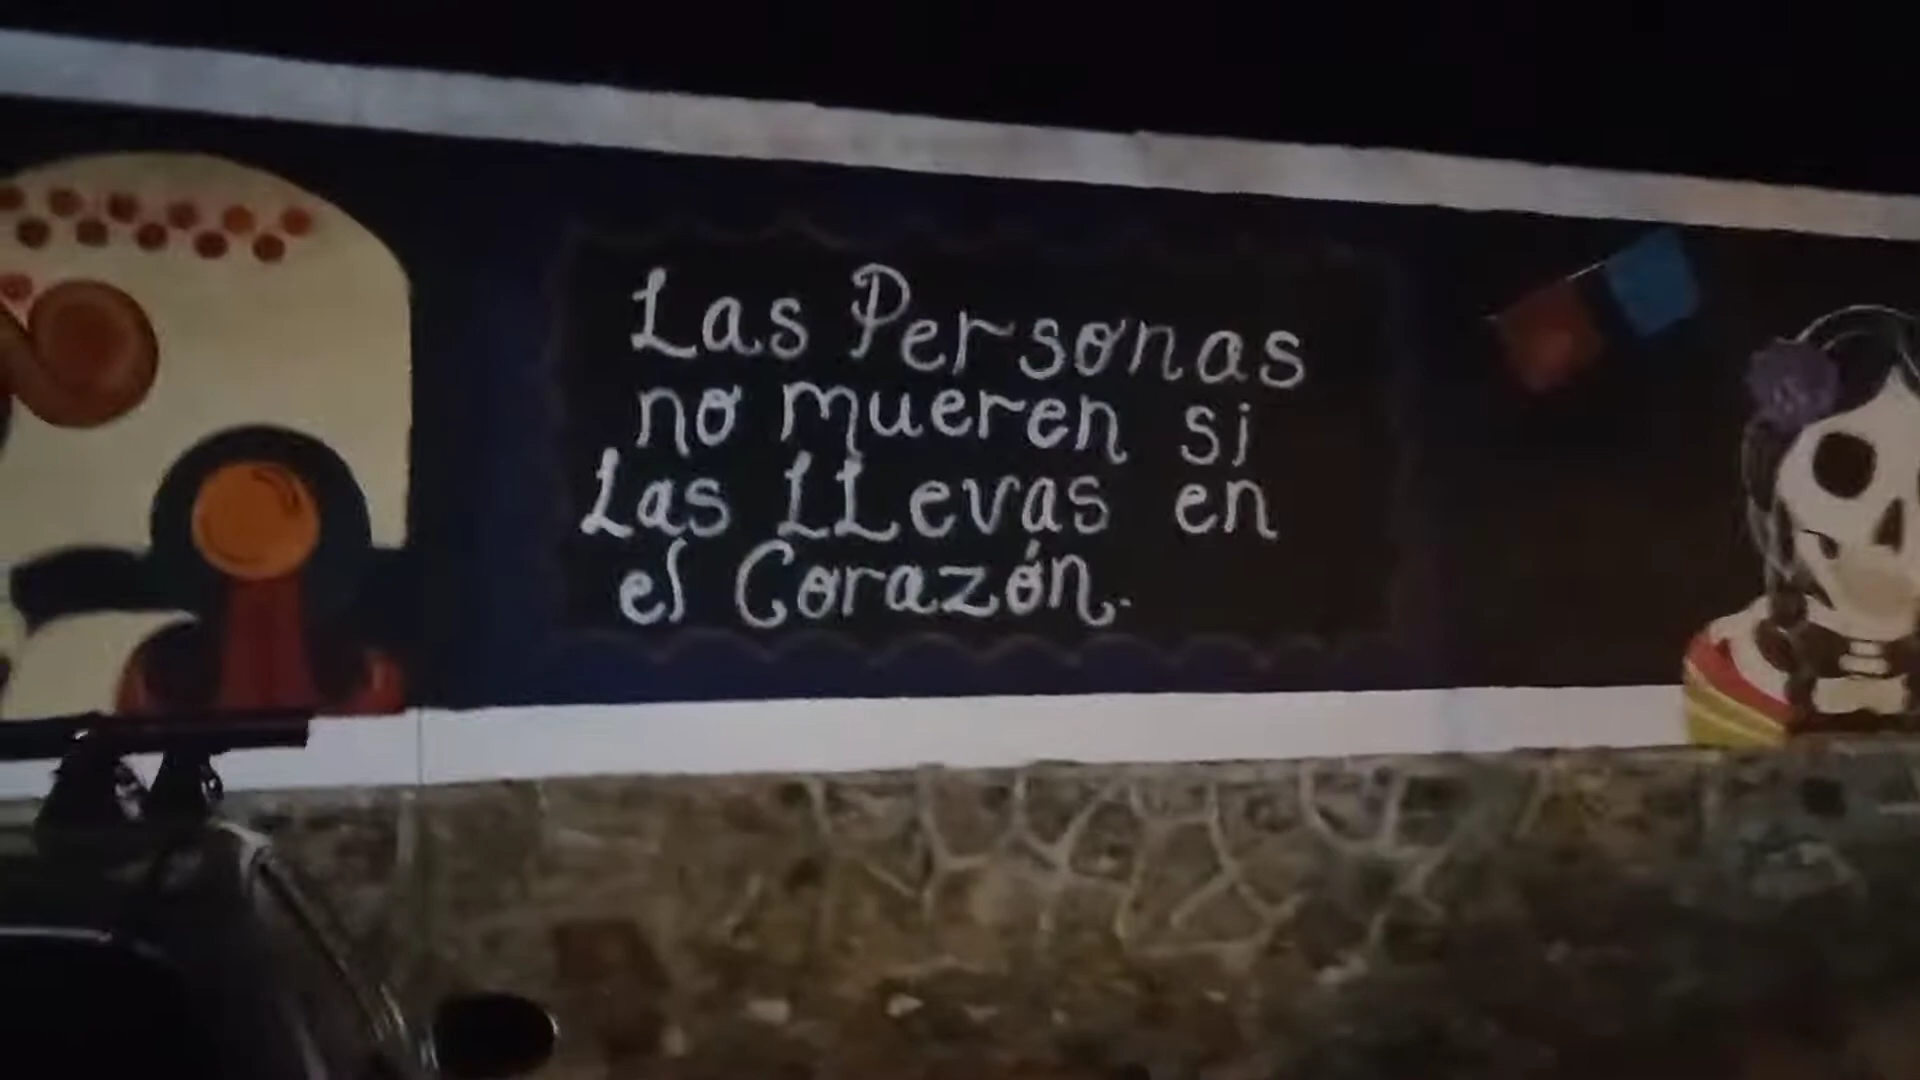 Las Personas
no mueren si
Las LLevas en
el Corazón.